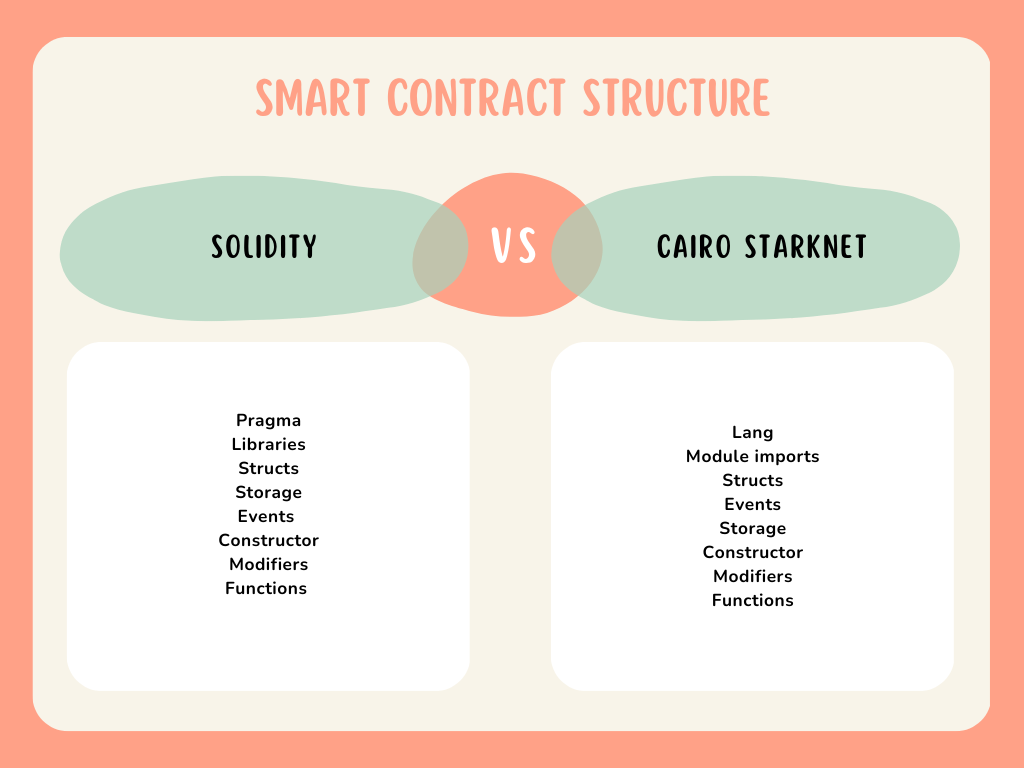 SMART CONTRACT STRUCTURE
SOLIDITY
VS
CAIRO STARKNET
Pragma
Libraries
Structs
Storage
Events
Constructor
Modifiers
Functions
Lang
Module imports
Structs
Events
Storage
Constructor
Modifiers
Functions